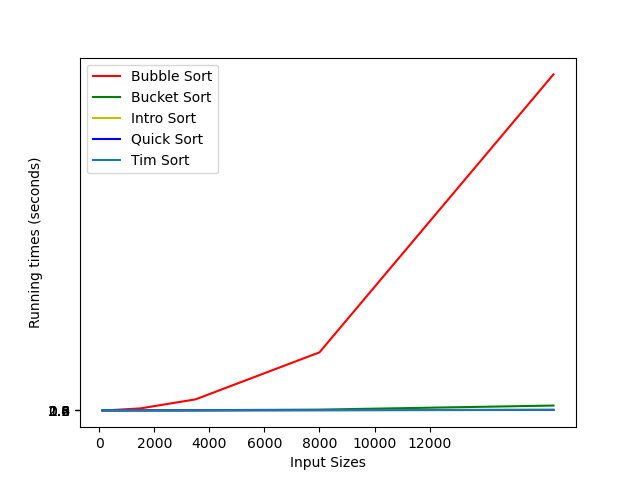 Bubble Sort
Bucket Sort
Intro Sort
Quick Sort
Tim Sort
Running times (seconds)
0 2000 4000 6000 8000 10000 12000
Input Sizes